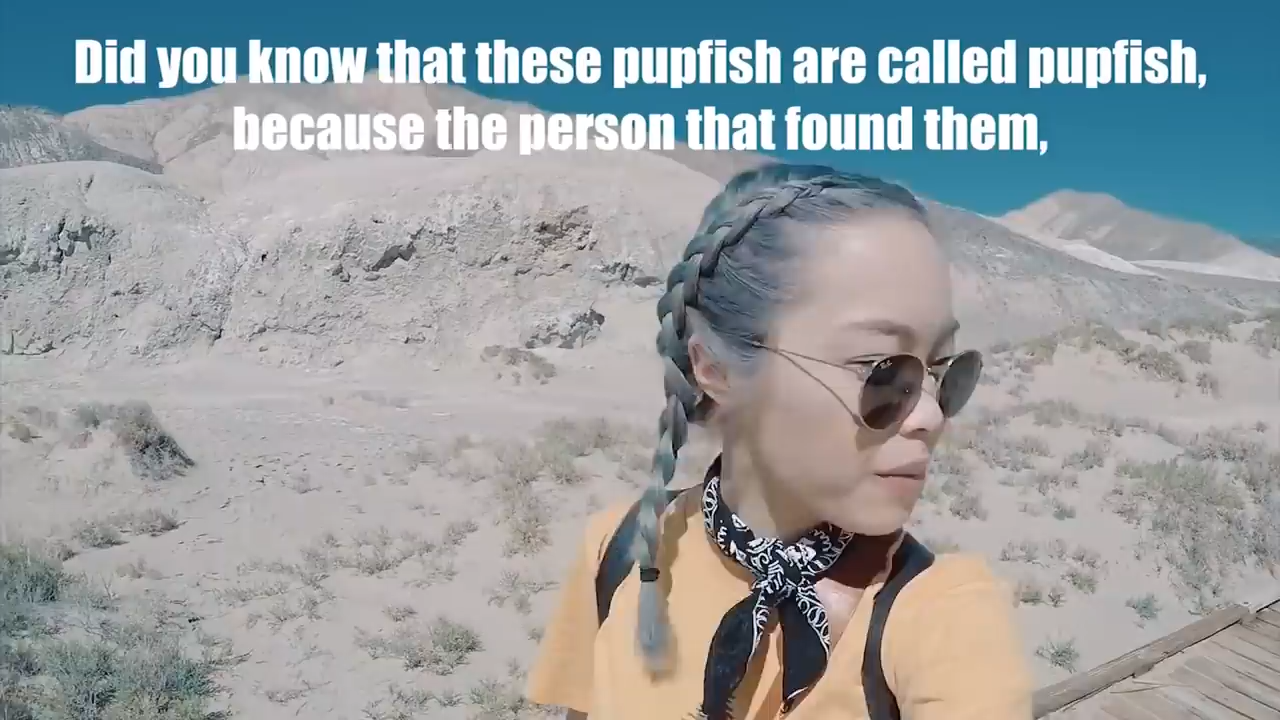 Did you know that these pupfish are called pupfish,
because the person that found them,